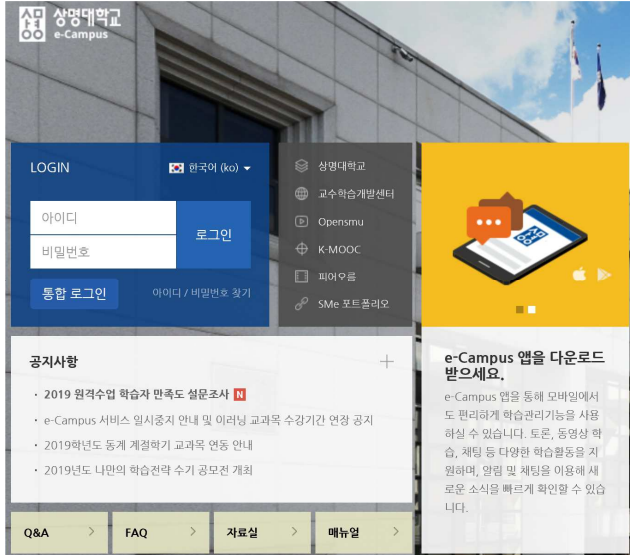 상명대학교
e-Campus
LOGIN
한국어 (ko)
아이디
비밀번호
로그인
통합 로그인
아이디 / 비밀번호 찾기
상명대학교
교수학습개발센터
Opensmu
K-MOOC
피어오름
SMe 포트폴리오
공지사항
2019 원격수업 학습자 만족도 설문조사 N
e-Campus 서비스 일시중지 안내 및 이러닝 교과목 수강기간 연장 공지
2019학년도 동계 계절학기 교과목 연동 안내
2019년도 나만의 학습전략 수기 공모전 개최
e-Campus 앱을 다운로드
받으세요.
e-Campus 앱을 통해 모바일에서
도 편리하게 학습관리기능을 사용
하실 수 있습니다. 토론, 동영상 학
습, 채팅 등 다양한 학습활동을 지
원하며, 알림 및 채팅을 이용해 새
로운 소식을 빠르게 확인할 수 있습
니다.
Q&A
FAQ
자료실
매뉴얼